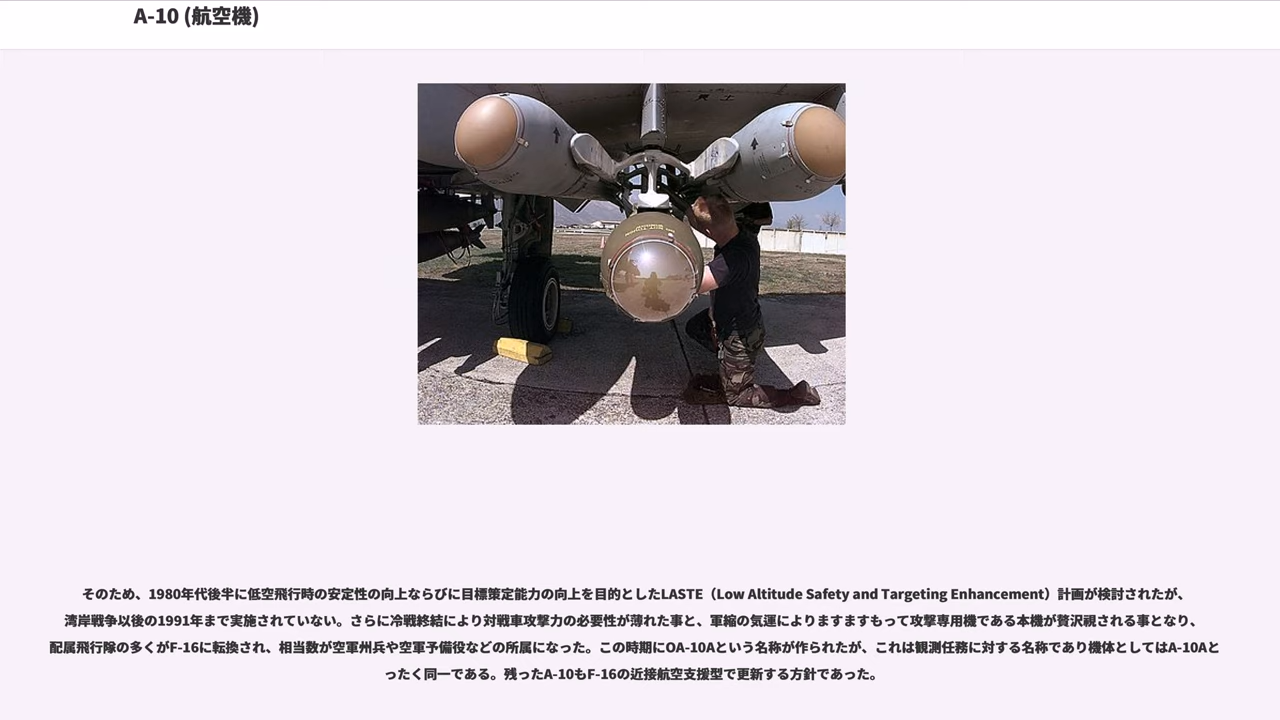 A-10 (航空機)
そのため、1980年代後半に低空飛行時の安定性の向上ならびに目標策定能力の向上を目的としたLASTE（Low Altitude Safety and Targeting Enhancement）計画が検討されたが、
湾岸戦争以後の1991年まで実施されていない。さらに冷戦終結により対戦車攻撃力の必要性が薄れた事と、軍縮の気運によりますますもって攻撃専用機である本機が贅沢視される事となり、
配属飛行隊の多くがF-16に転換され、相当数が空軍州兵や空軍予備役などの所属になった。この時期にOA-10Aという名称が作られたが、これは観測任務に対する名称であり機体としてはA-10Aと
ったく同一である。残ったA-10もF-16の近接航空支援型で更新する方針であった。